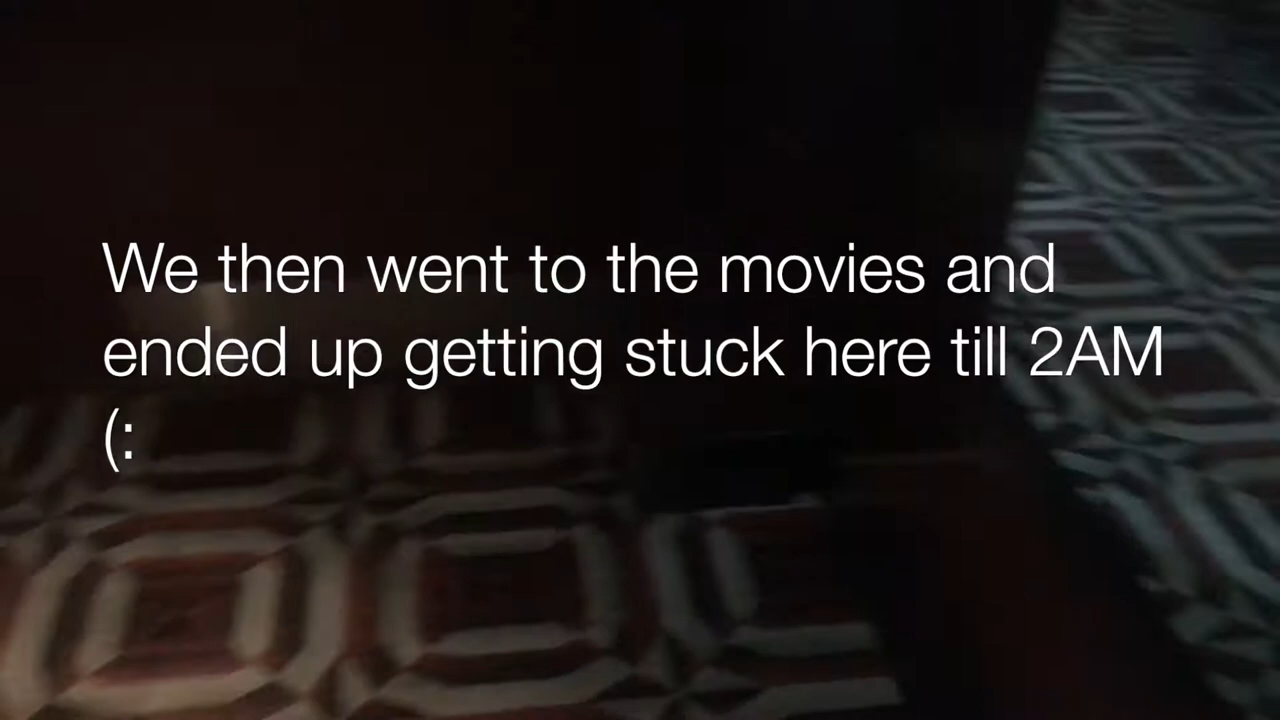 We then went to the movies and
ended up getting stuck here till 2AM
(: